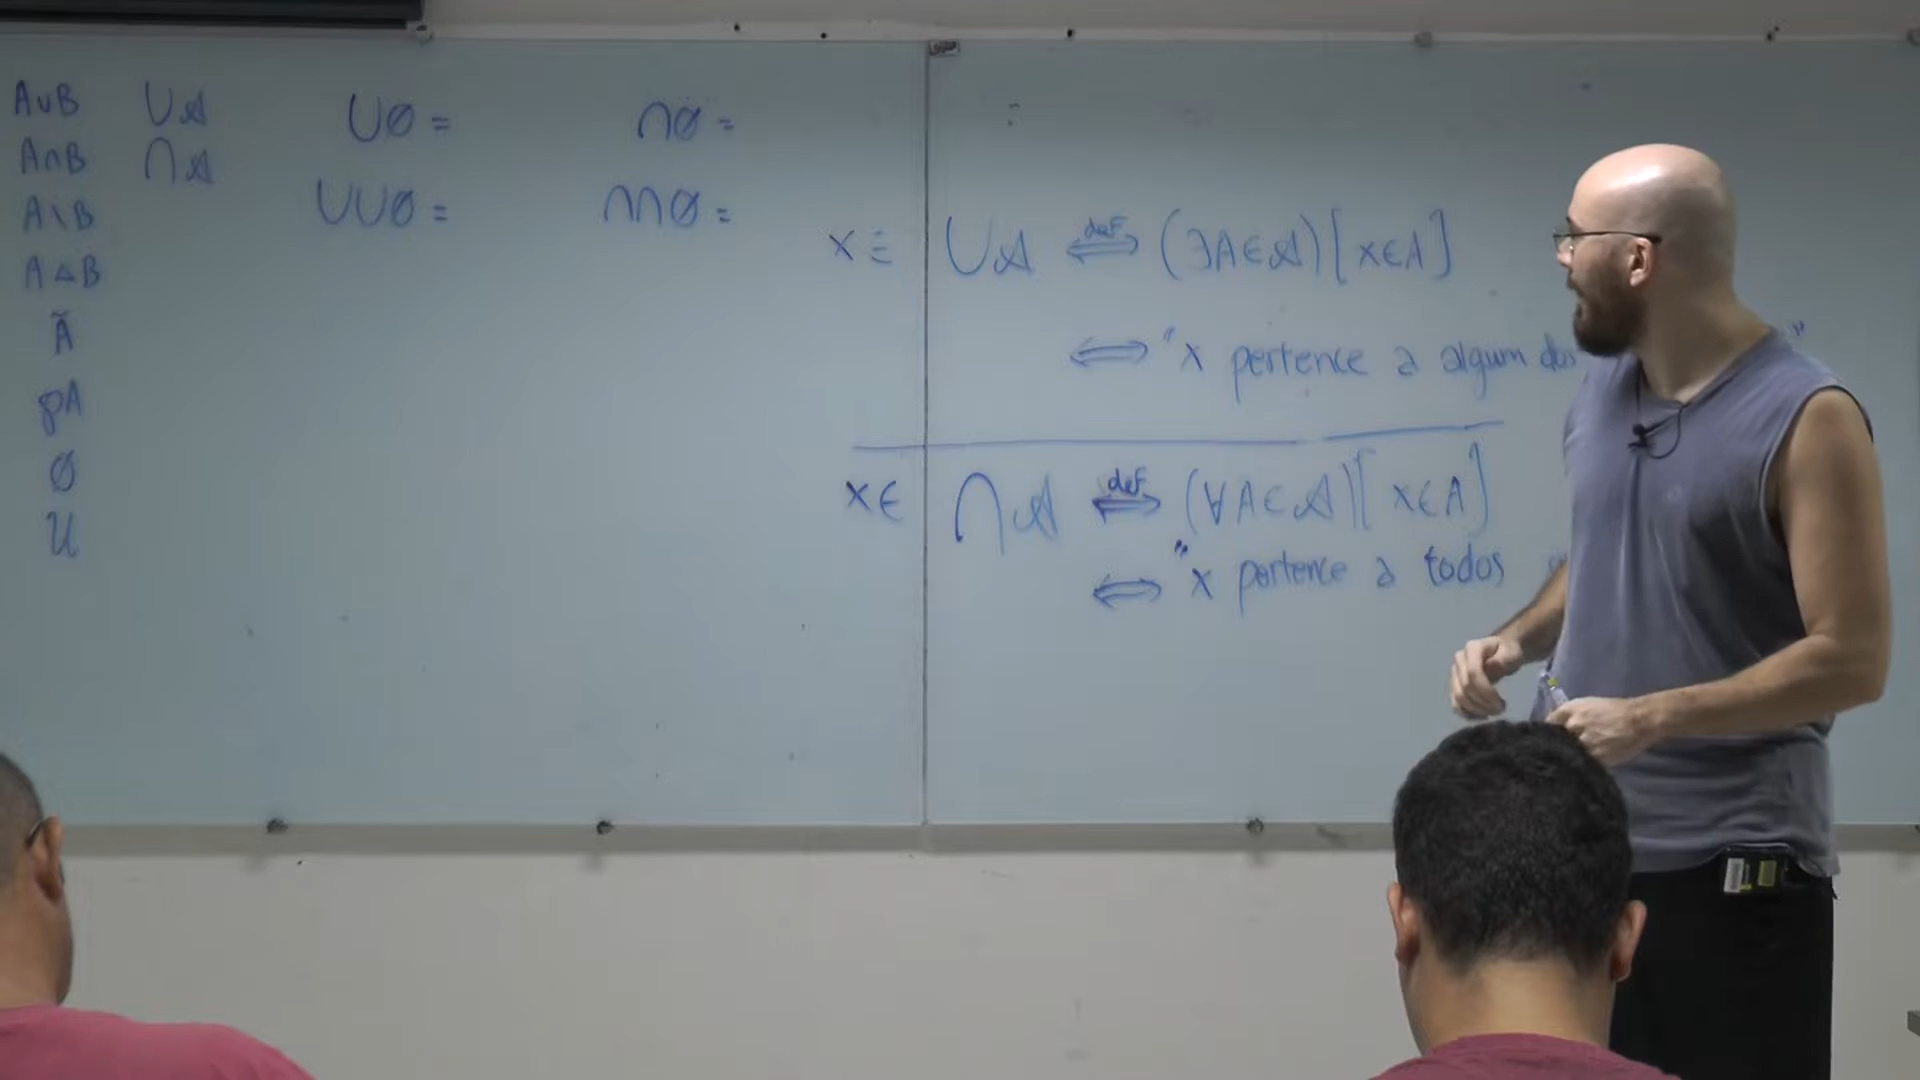 A∪B ∪𝒜 ∪∅ = ∩∅ =
A∩B ∩𝒜
A\B ∪∪∅ = ∩∩∅ =
A△B
Ã
℘A
∅
𝒰
x ∈ ∪𝒜 ⇔ def (∃A∈𝒜)[x∈A]
⇔ "x pertence a algum dos "
x∈ ∩𝒜 ⇔ def (∀A∈𝒜)[x∈A]
⇔ "x pertence a todos